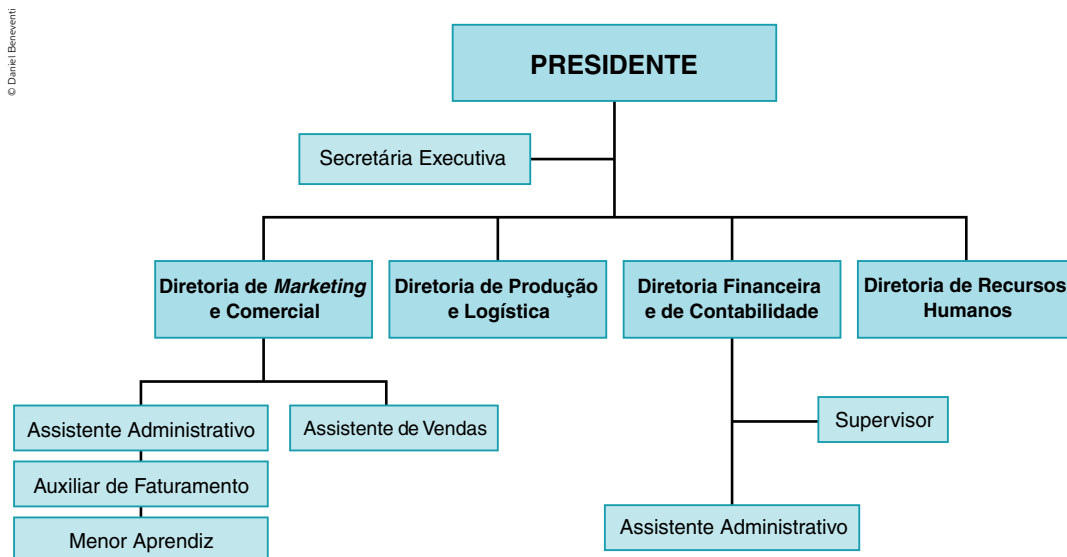 © Daniel Beneventi
PRESIDENTE
Secretária Executiva
Diretoria de Marketing
e Comercial
Diretoria de Produção
e Logística
Diretoria Financeira
e de Contabilidade
Diretoria de Recursos
Humanos
Assistente Administrativo
Assistente de Vendas
Supervisor
Auxiliar de Faturamento
Menor Aprendiz
Assistente Administrativo